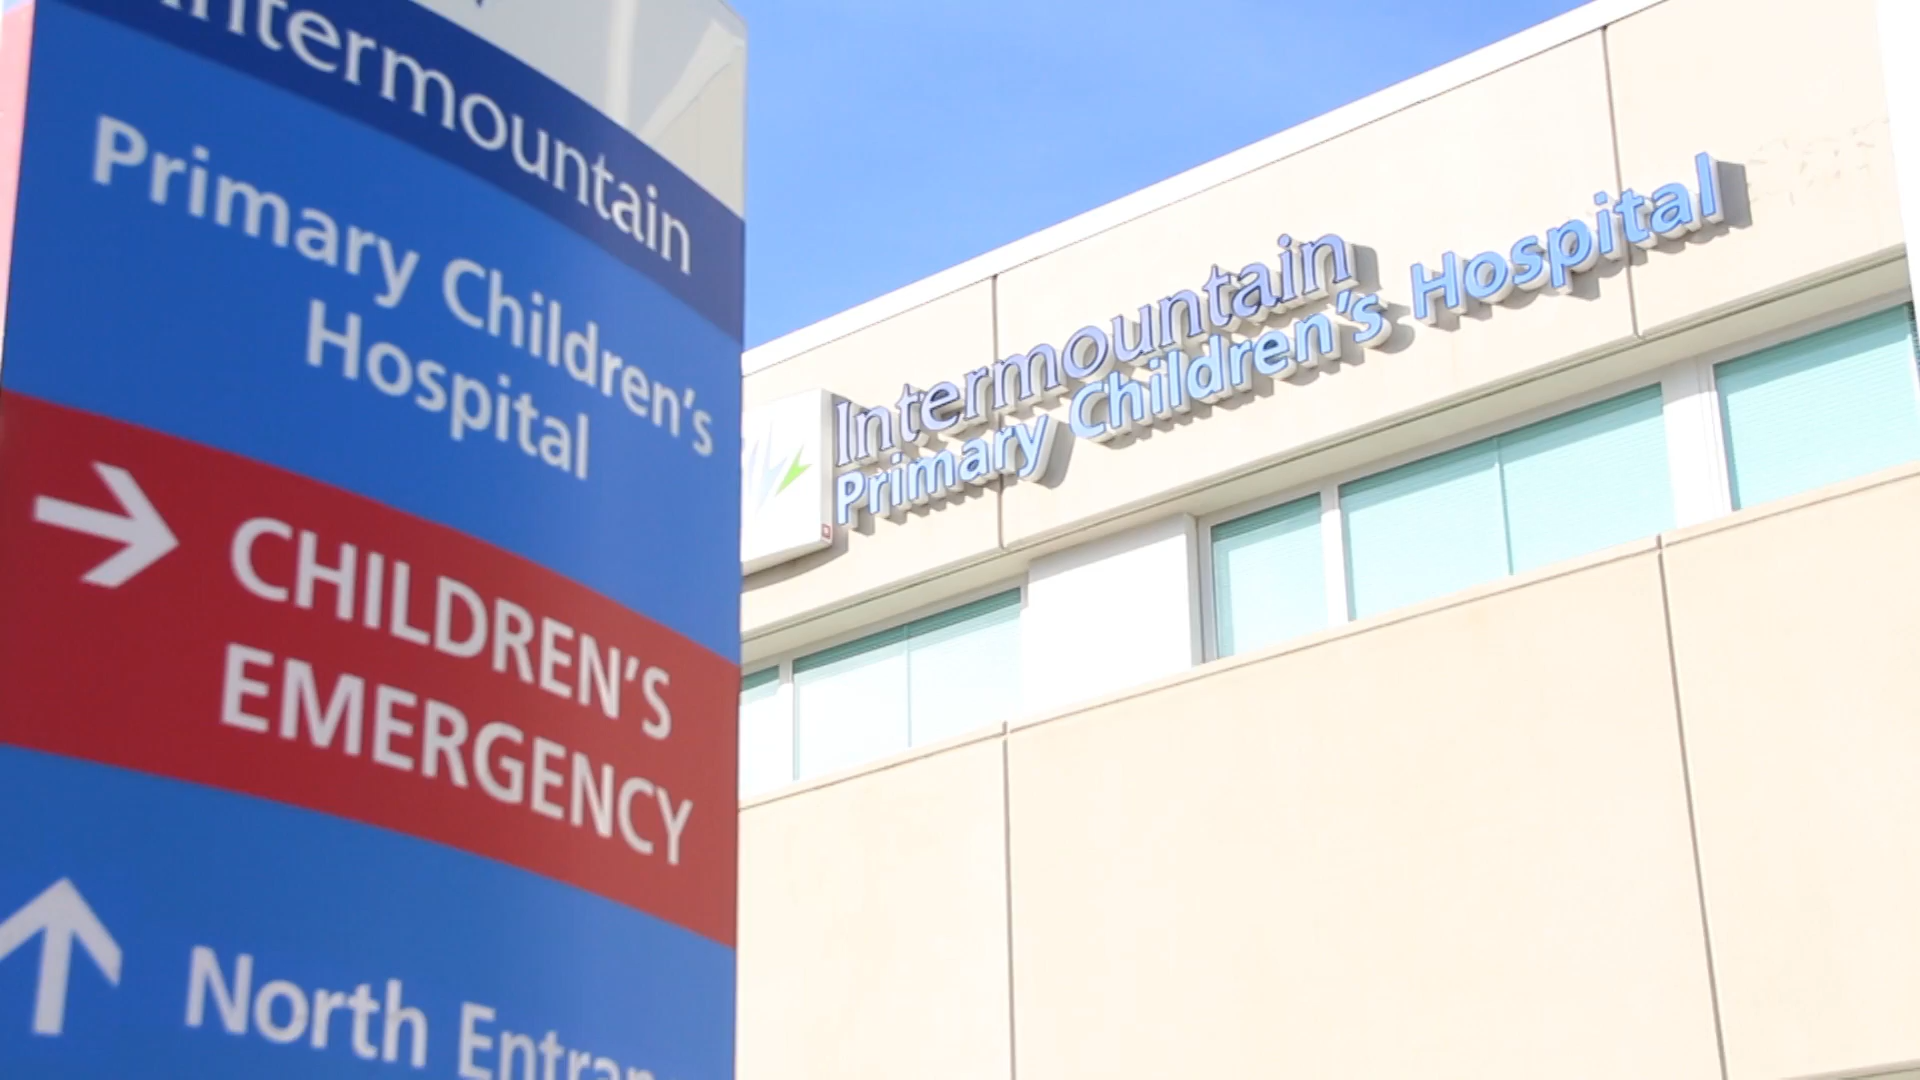 Intermountain
Primary Children's
Hospital
CHILDREN'S
EMERGENCY
North
Intermountain
Primary Children's Hospital